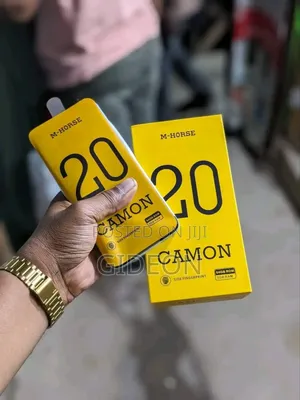 M-HORSE
20
CAMON
M-HORSE
20
CAMON
POSTED ON JIJI
GIDEON